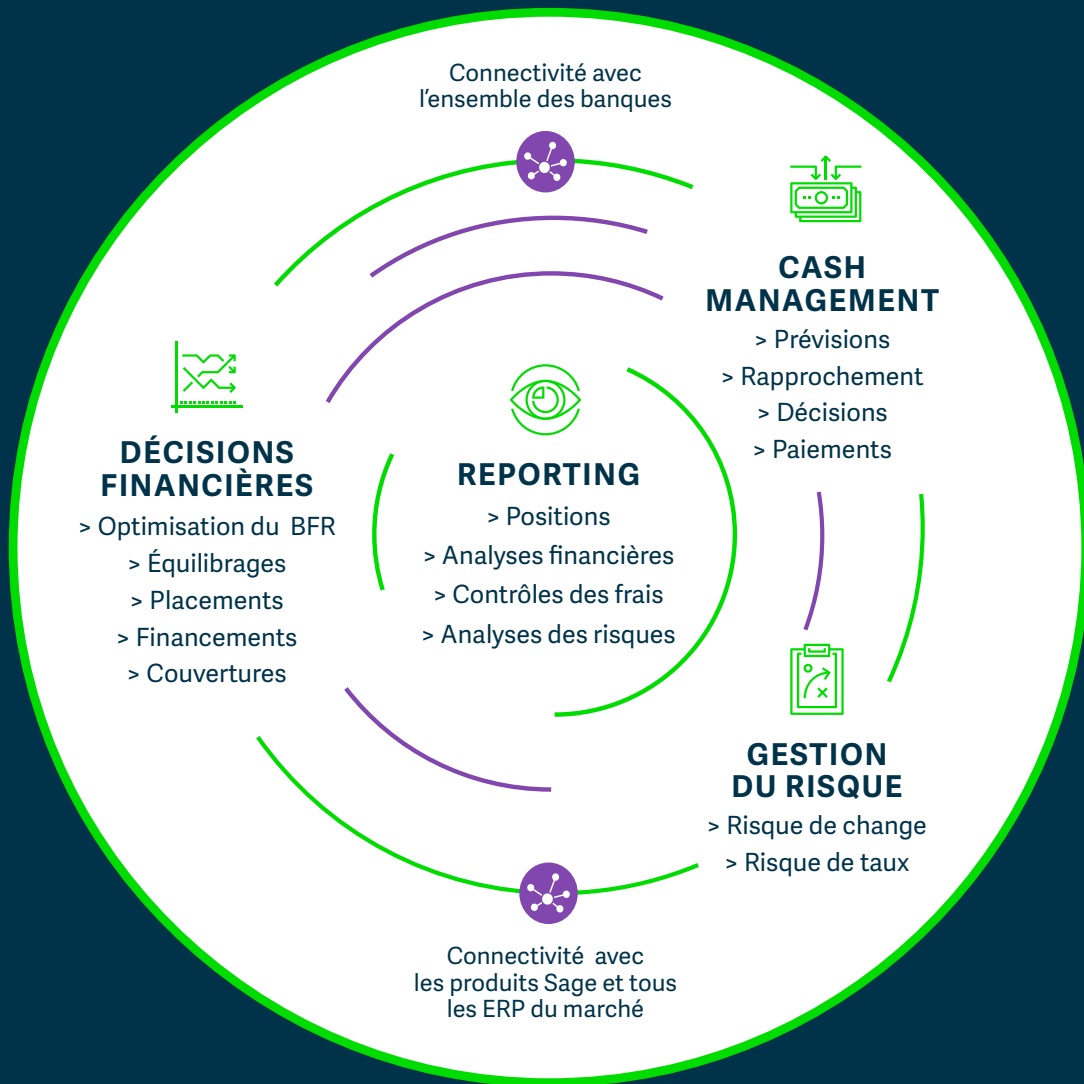 Connectivité avec
l'ensemble des banques
CASH
MANAGEMENT
> Prévisions
> Rapprochement
> Décisions
> Paiements
DÉCISIONS
FINANCIÈRES
> Optimisation du BFR
> Équilibrages
> Placements
> Financements
> Couvertures
REPORTING
> Positions
> Analyses financières
> Contrôles des frais
> Analyses des risques
GESTION
DU RISQUE
> Risque de change
> Risque de taux
Connectivité avec
les produits Sage et tous
les ERP du marché